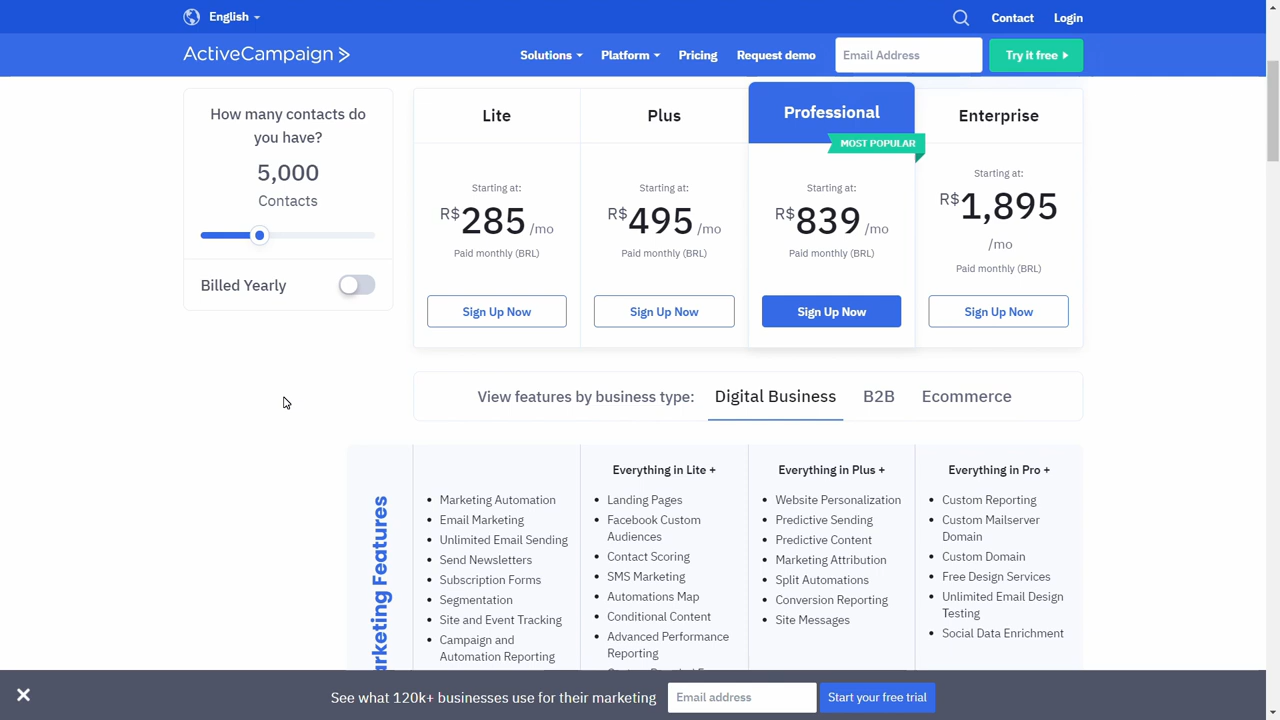 English
Contact
Login
ActiveCampaign >
Solutions
Platform
Pricing
Request demo
Email Address
Try it free
How many contacts do
you have?
5,000
Contacts
Billed Yearly
Lite
Starting at:
R$285/mo
Paid monthly (BRL)
Sign Up Now
Plus
Starting at:
R$495/mo
Paid monthly (BRL)
Sign Up Now
Professional
MOST POPULAR
Starting at:
R$839/mo
Paid monthly (BRL)
Sign Up Now
Enterprise
Starting at:
R$1,895
/mo
Paid monthly (BRL)
Sign Up Now
View features by business type:
Digital Business
B2B
Ecommerce
rketing Features
Marketing Automation
Email Marketing
Unlimited Email Sending
Send Newsletters
Subscription Forms
Segmentation
Site and Event Tracking
Campaign and
Automation Reporting
Everything in Lite +
Landing Pages
Facebook Custom
Audiences
Contact Scoring
SMS Marketing
Automations Map
Conditional Content
Advanced Performance
Reporting
Everything in Plus +
Website Personalization
Predictive Sending
Predictive Content
Marketing Attribution
Split Automations
Conversion Reporting
Site Messages
Everything in Pro +
Custom Reporting
Custom Mailserver
Domain
Custom Domain
Free Design Services
Unlimited Email Design
Testing
Social Data Enrichment
See what 120k+ businesses use for their marketing
Email address
Start your free trial